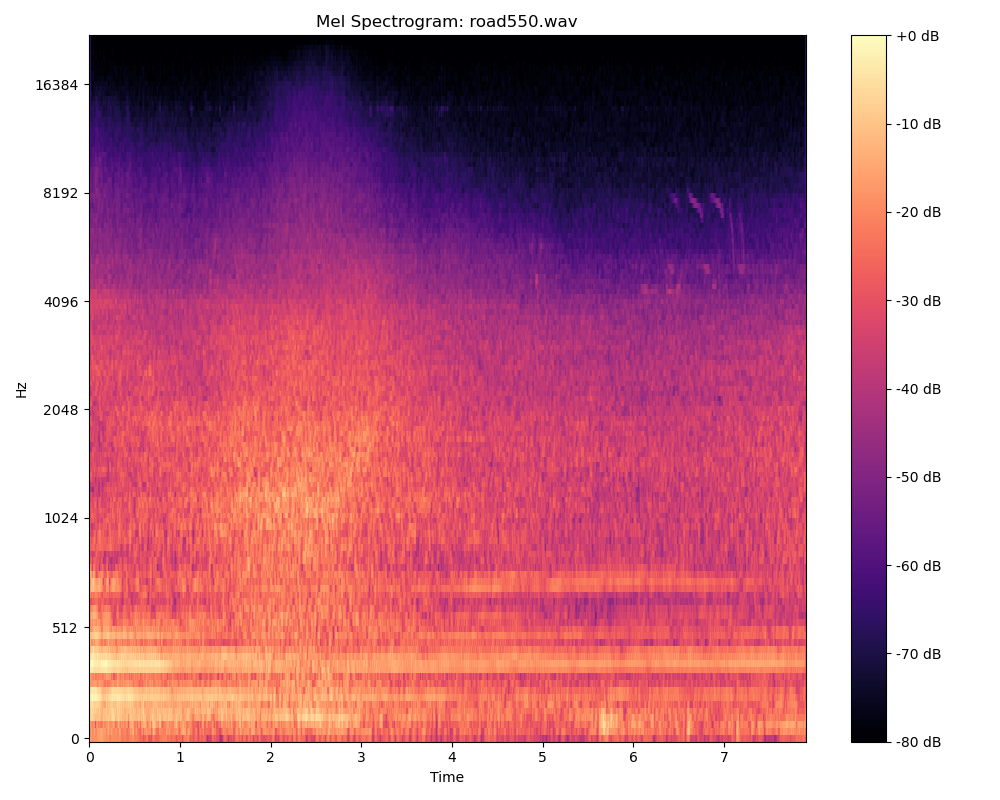 Mel Spectrogram: road550.wav
Hz
16384
8192
4096
2048
1024
512
0
0 1 2 3 4 5 6 7
Time
+0 dB
-10 dB
-20 dB
-30 dB
-40 dB
-50 dB
-60 dB
-70 dB
-80 dB